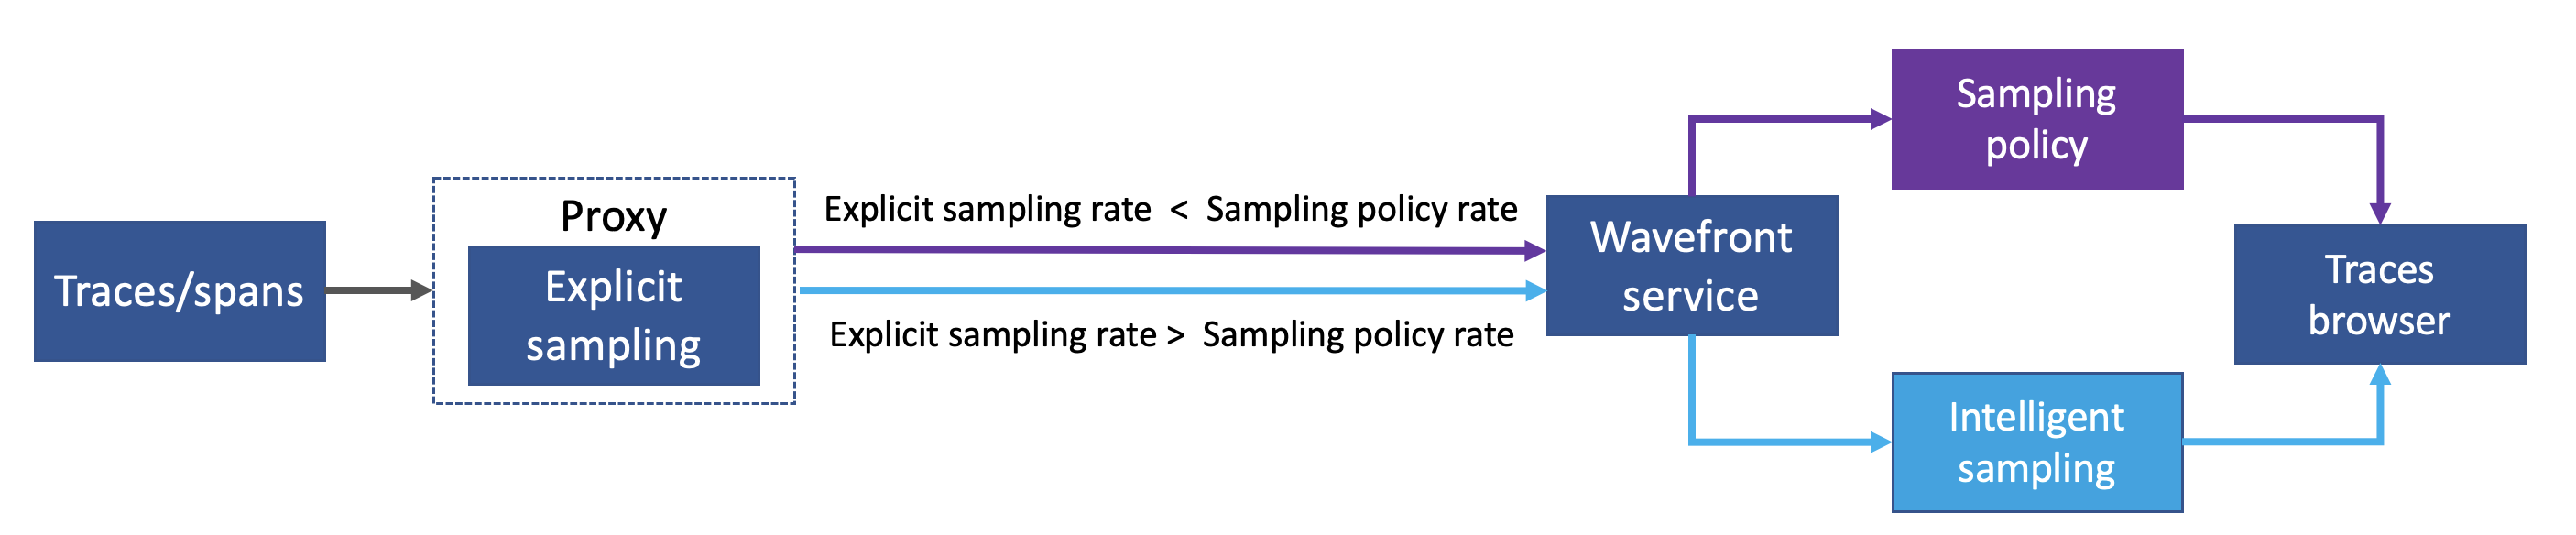 Traces/spans
Proxy
Explicit
sampling
Explicit sampling rate < Sampling policy rate
Explicit sampling rate > Sampling policy rate
Wavefront
service
Sampling
policy
Intelligent
sampling
Traces
browser